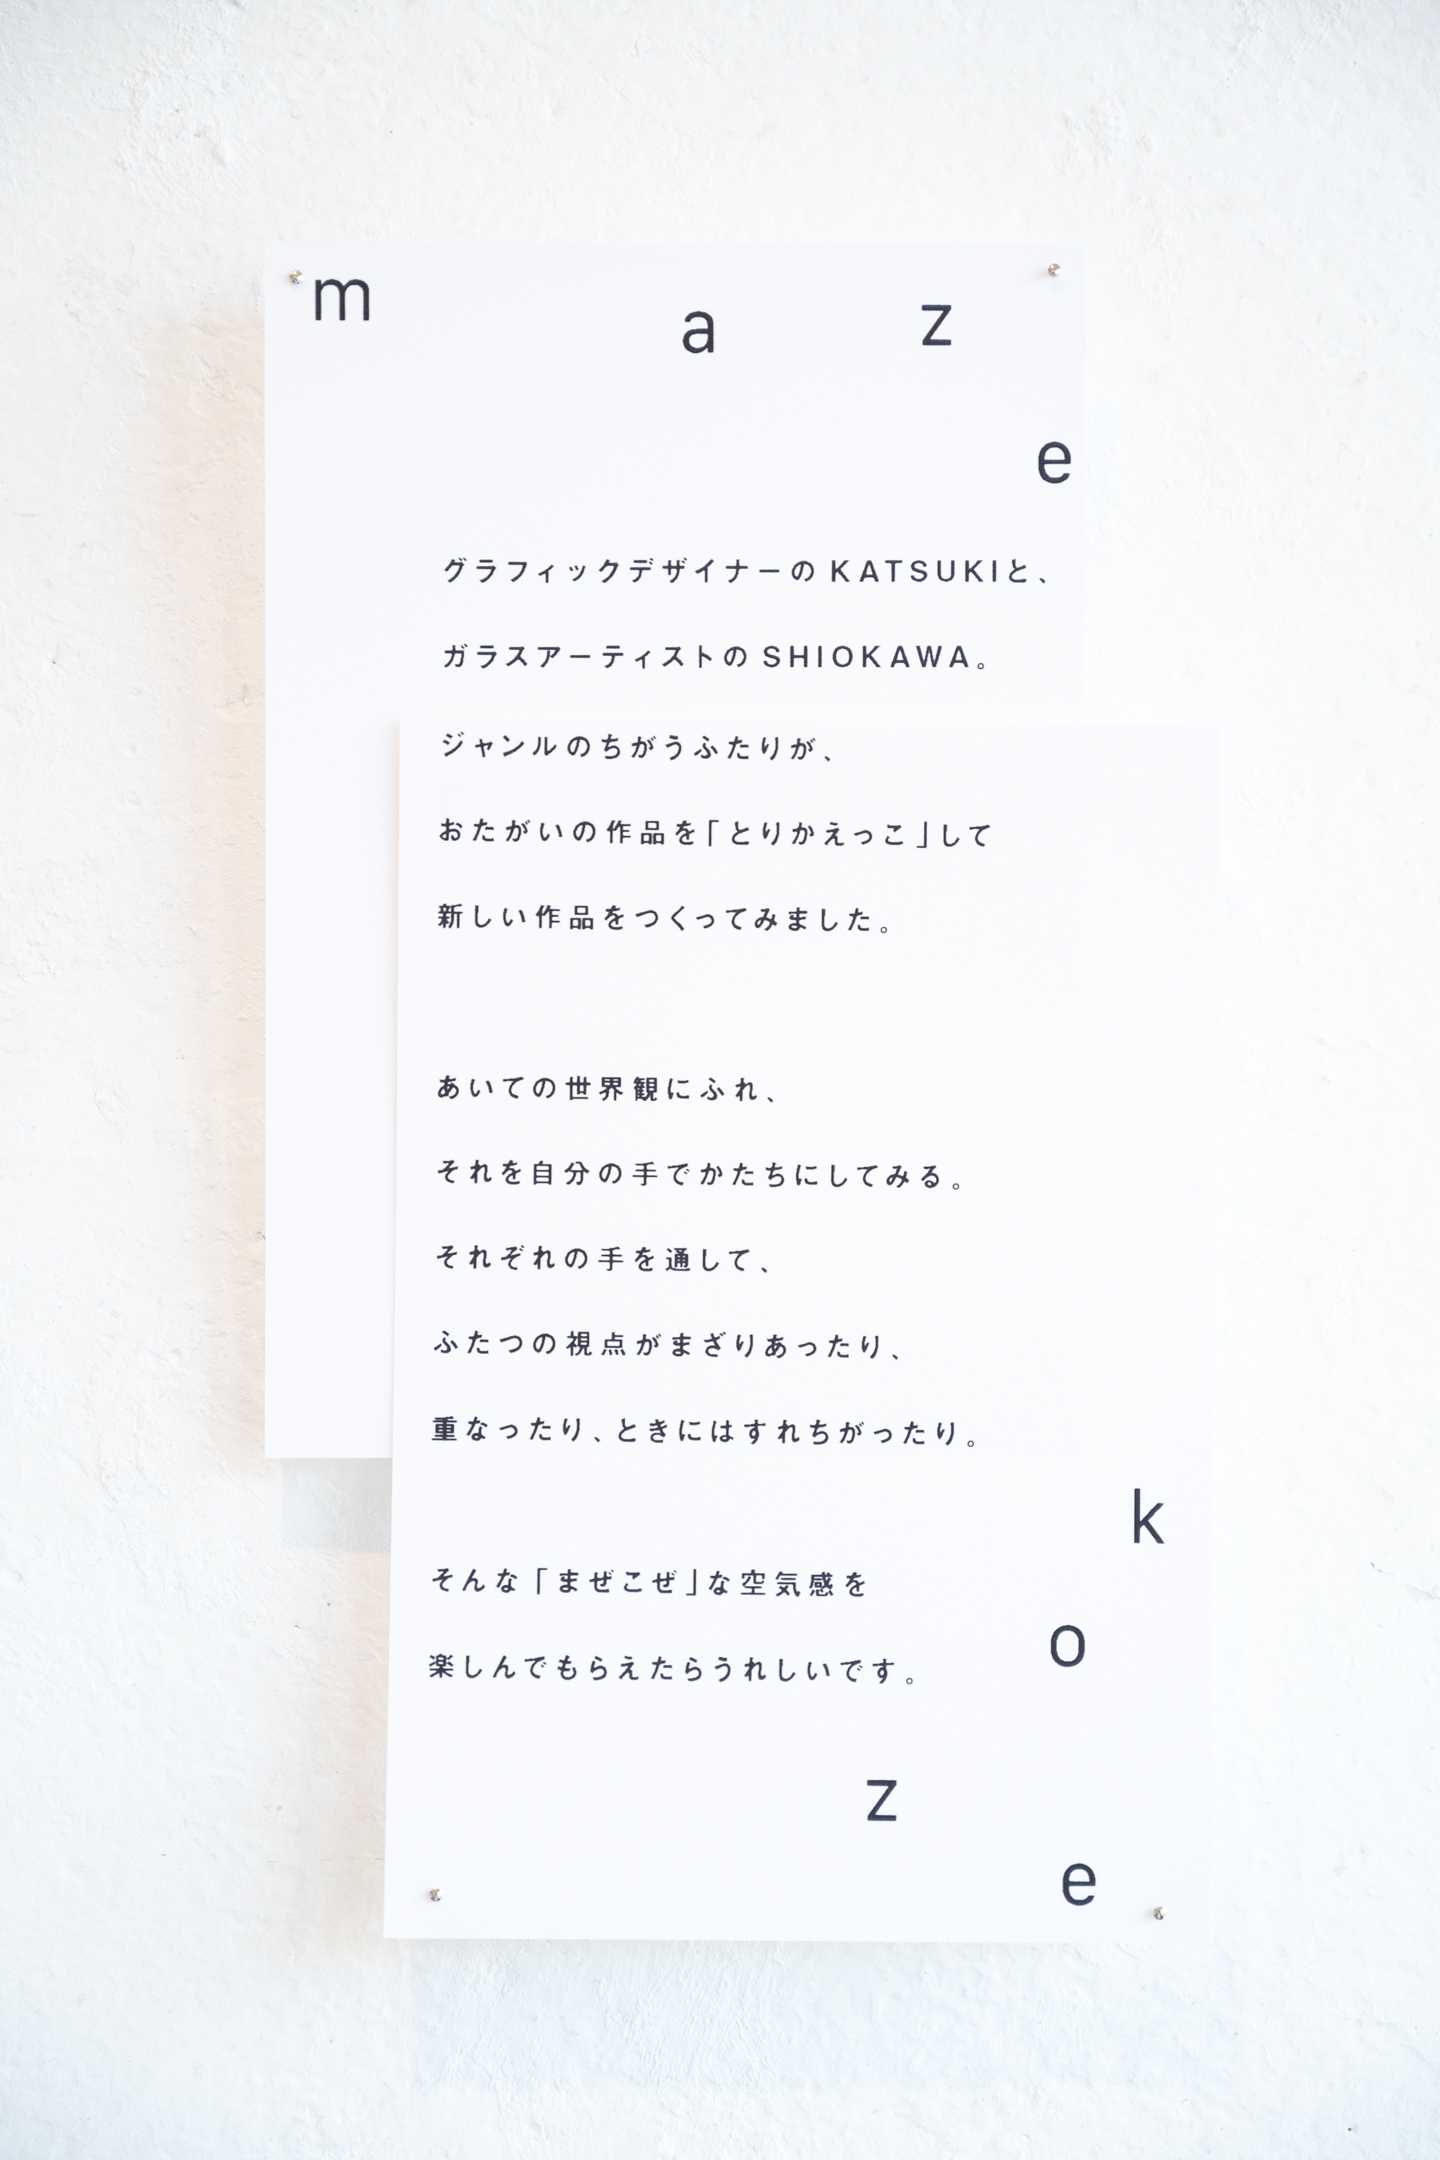 m a z e
グラフィックデザイナーの KATSUKIと、
ガラスアーティストの SHIOKAWA。
ジャンルのちがうふたりが、
おたがいの作品を「とりかえっこ」して
新しい作品をつくってみました。
あいての世界観にふれ、
それを自分の手でかたちにしてみる。
それぞれの手を通して、
ふたつの視点がまざりあったり、
重なったり、ときにはすれちがったり。
そんな「まぜこぜ」な空気感を
楽しんでもらえたらうれしいです。
k o z e